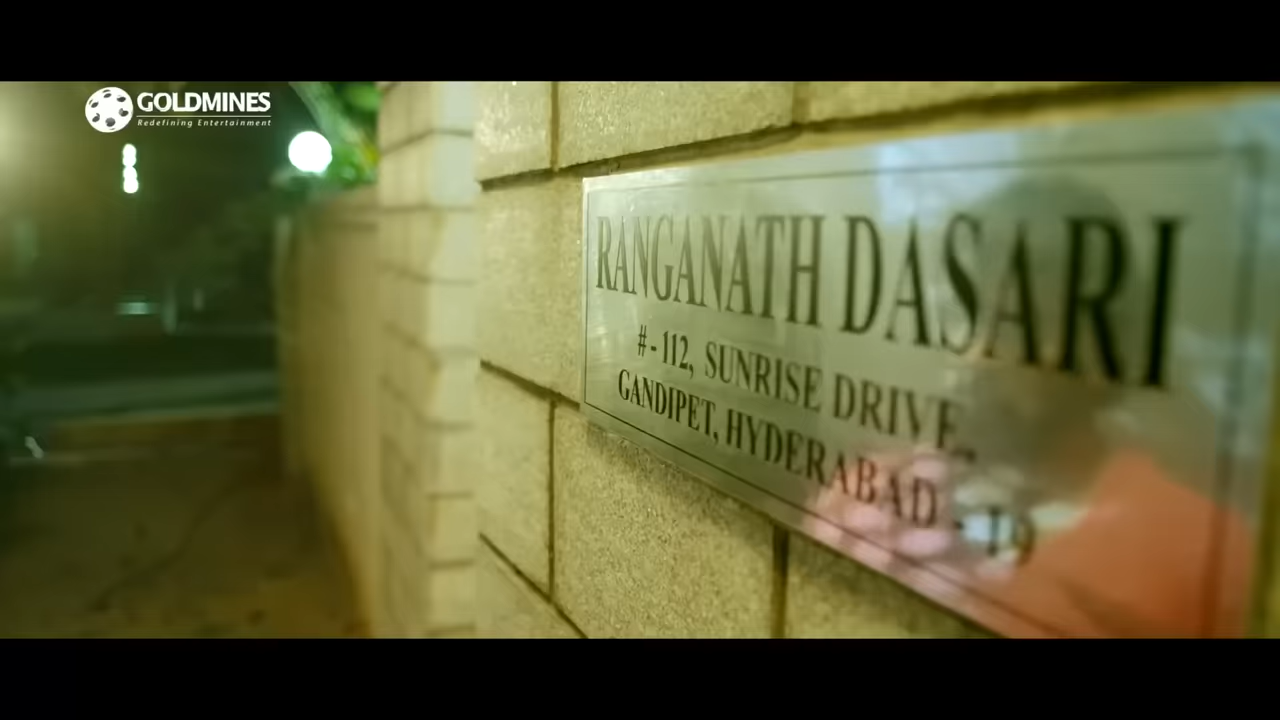 GOLDMINES
Redefining Entertainment
RANGANATH DASARI
#-112, SUNRISE DRIVE,
GANDIPET, HYDERABAD -